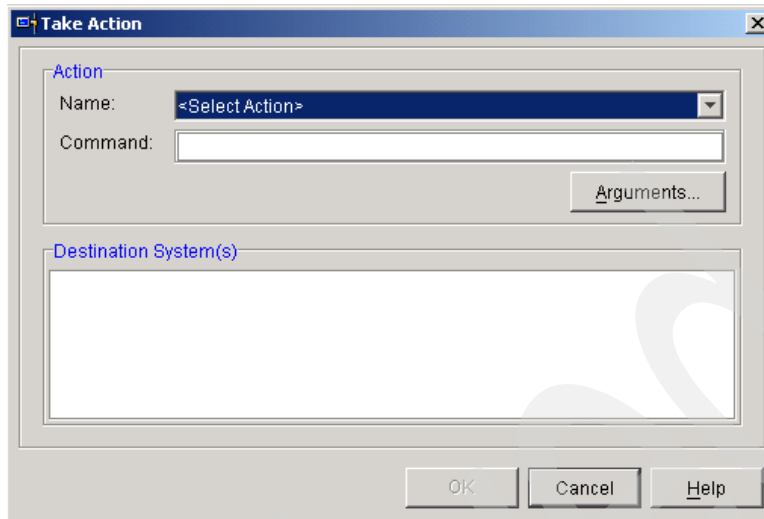 Take Action
Action
Name: <Select Action>
Command:
Arguments...
Destination System(s)
OK Cancel Help